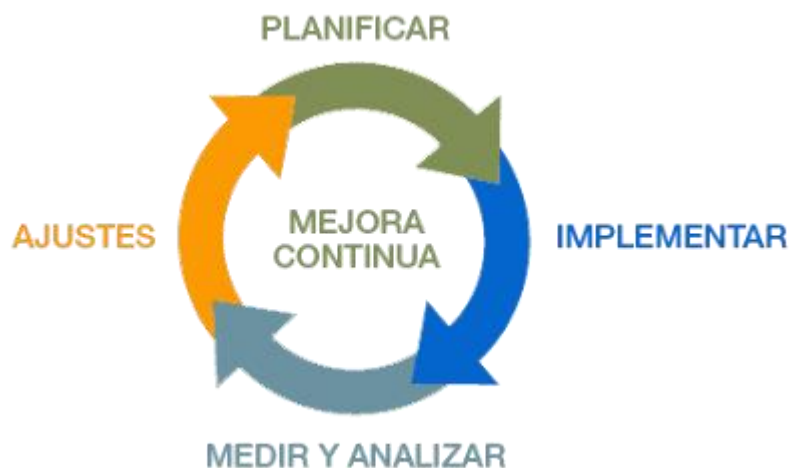 PLANIFICAR
AJUSTES
MEJORA
CONTINUA
IMPLEMENTAR
MEDIR Y ANALIZAR